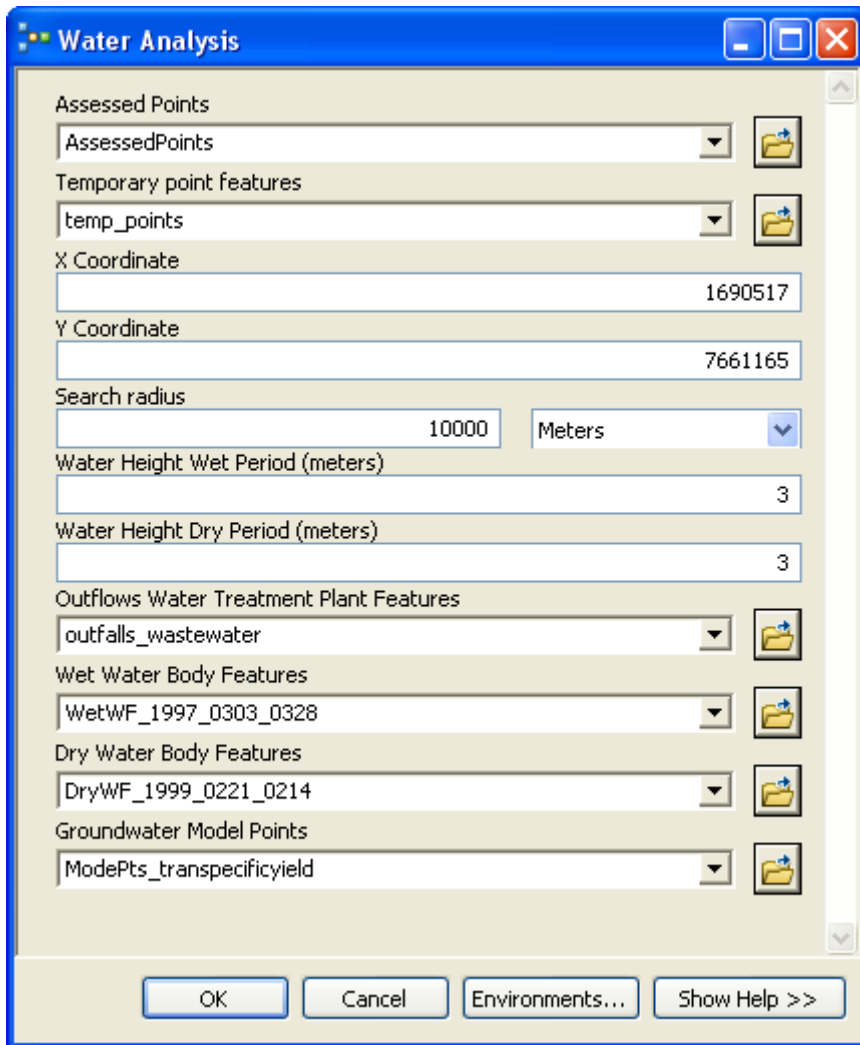 Water Analysis
Assessed Points
AssessedPoints
Temporary point features
temp_points
X Coordinate
1690517
Y Coordinate
7661165
Search radius
10000 Meters
Water Height Wet Period (meters)
3
Water Height Dry Period (meters)
3
Outflows Water Treatment Plant Features
outfalls_wastewater
Wet Water Body Features
WetWF_1997_0303_0328
Dry Water Body Features
DryWF_1999_0221_0214
Groundwater Model Points
ModePts_transpecificyield
OK Cancel Environments... Show Help >>